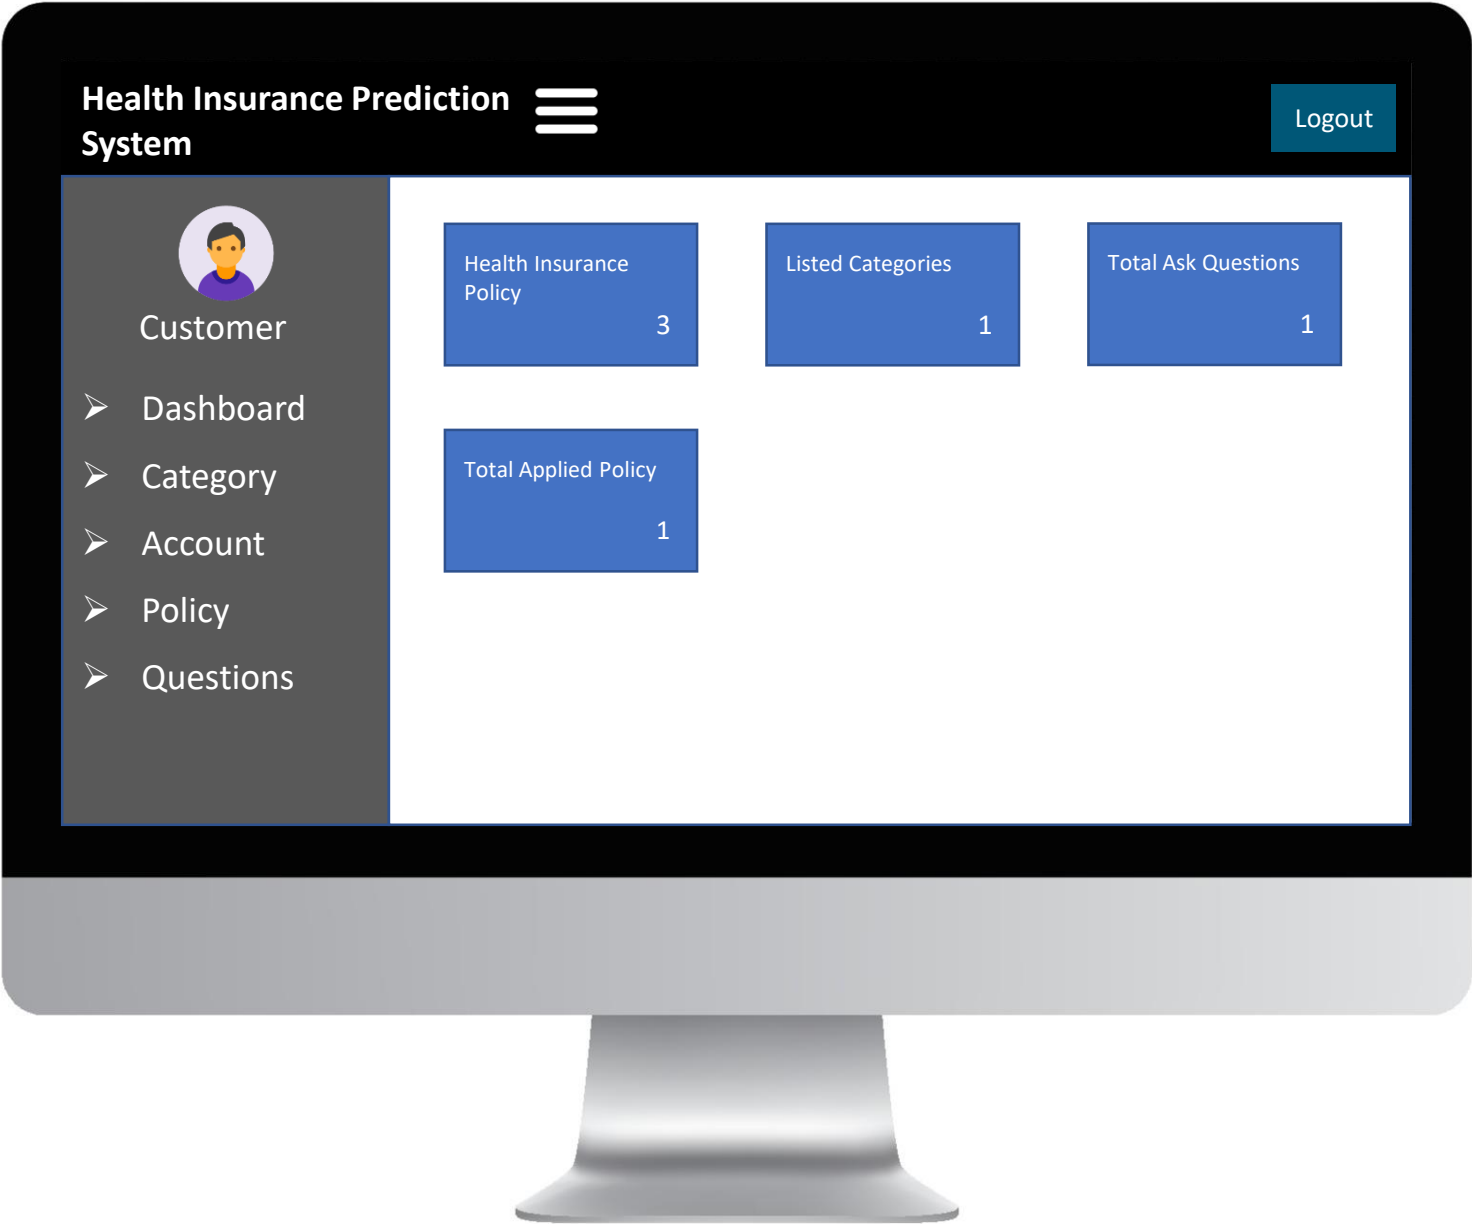 Health Insurance Prediction
System
Logout
Customer
Dashboard
Category
Account
Policy
Questions
Health Insurance
Policy
3
Listed Categories
1
Total Ask Questions
1
Total Applied Policy
1